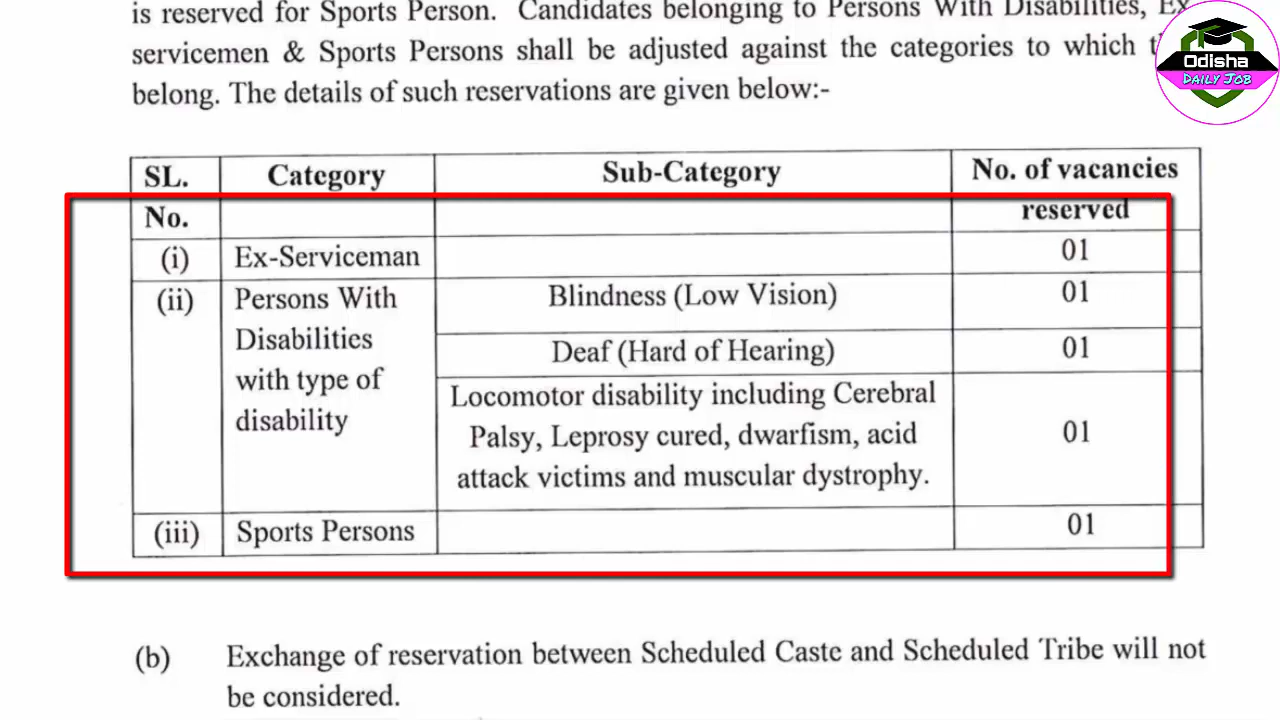 is reserved for Sports Person. Candidates belonging to Persons With Disabilities, Ex
servicemen & Sports Persons shall be adjusted against the categories to which
belong. The details of such reservations are given below:-
Odisha
DAILY JOB
SL. No. Category Sub-Category No. of vacancies reserved
(i) Ex-Serviceman 01
(ii) Persons With Disabilities with type of disability
Blindness (Low Vision) 01
Deaf (Hard of Hearing) 01
Locomotor disability including Cerebral
Palsy, Leprosy cured, dwarfism, acid 01
attack victims and muscular dystrophy.
(iii) Sports Persons 01
(b) Exchange of reservation between Scheduled Caste and Scheduled Tribe will not
be considered.